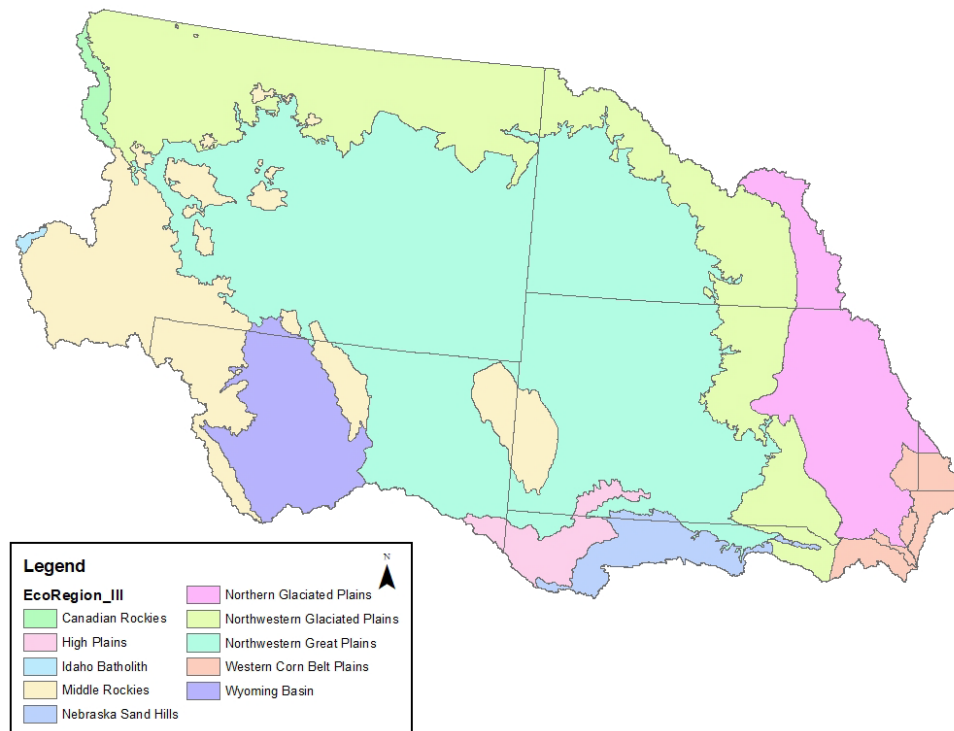 Legend
N
EcoRegion_III
Canadian Rockies
High Plains
Idaho Batholith
Middle Rockies
Nebraska Sand Hills
Northern Glaciated Plains
Northwestern Glaciated Plains
Northwestern Great Plains
Western Corn Belt Plains
Wyoming Basin